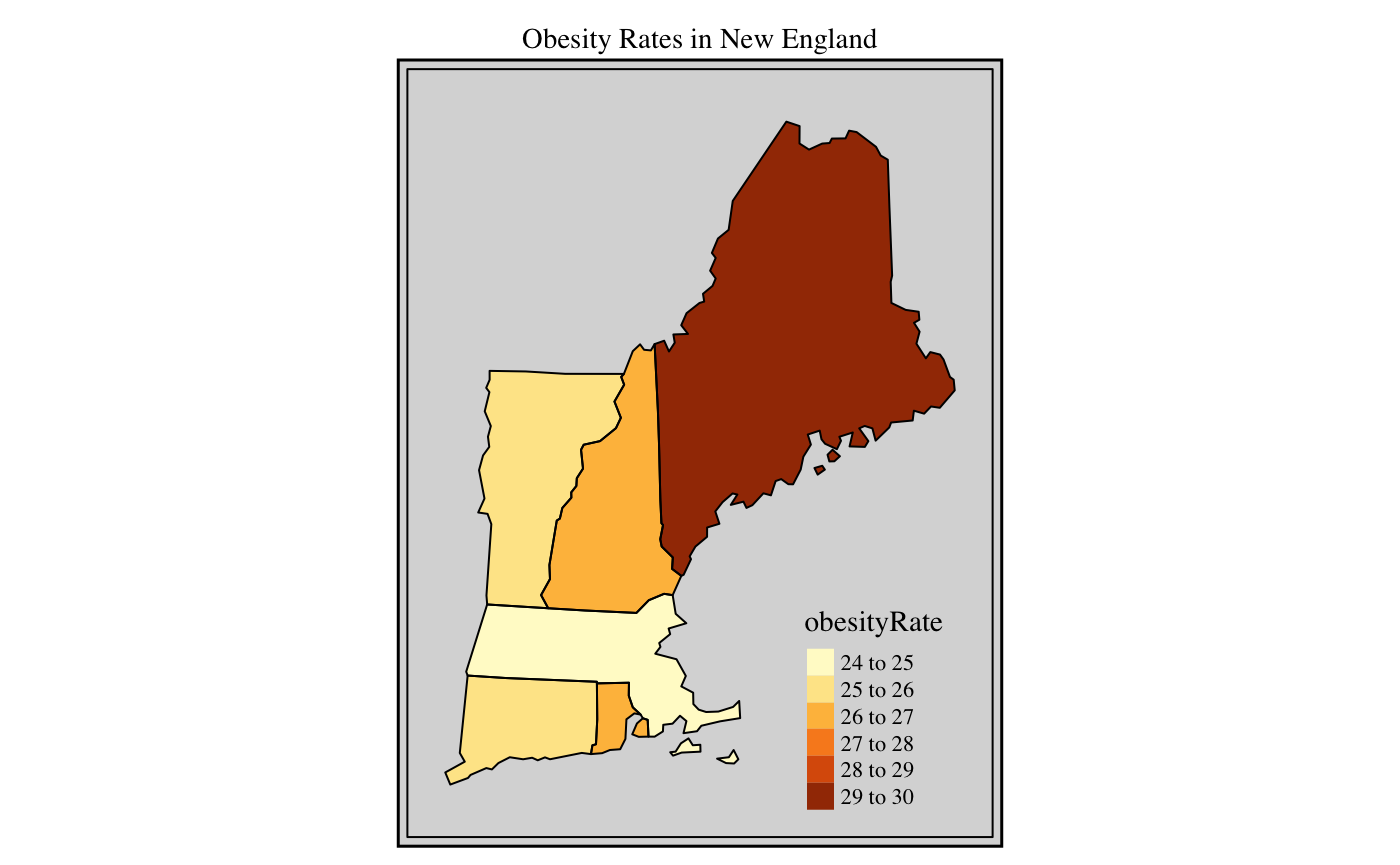 Obesity Rates in New England
obesityRate
24 to 25
25 to 26
26 to 27
27 to 28
28 to 29
29 to 30